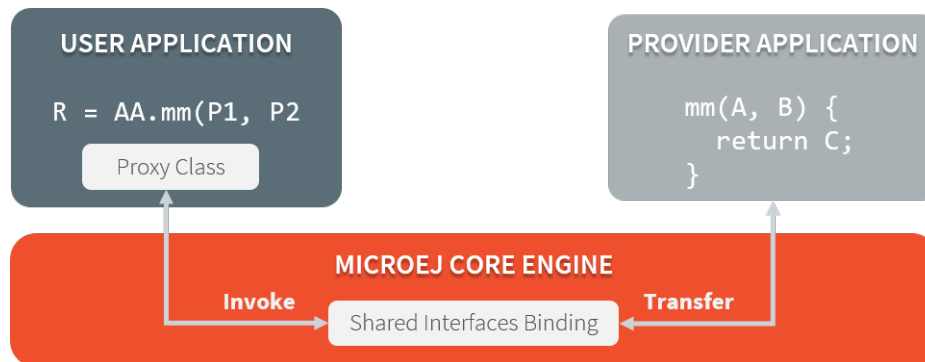 USER APPLICATION
R = AA.mm(P1, P2
Proxy Class
PROVIDER APPLICATION
mm(A, B) {
return C;
}
MICROEJ CORE ENGINE
Invoke
Shared Interfaces Binding
Transfer